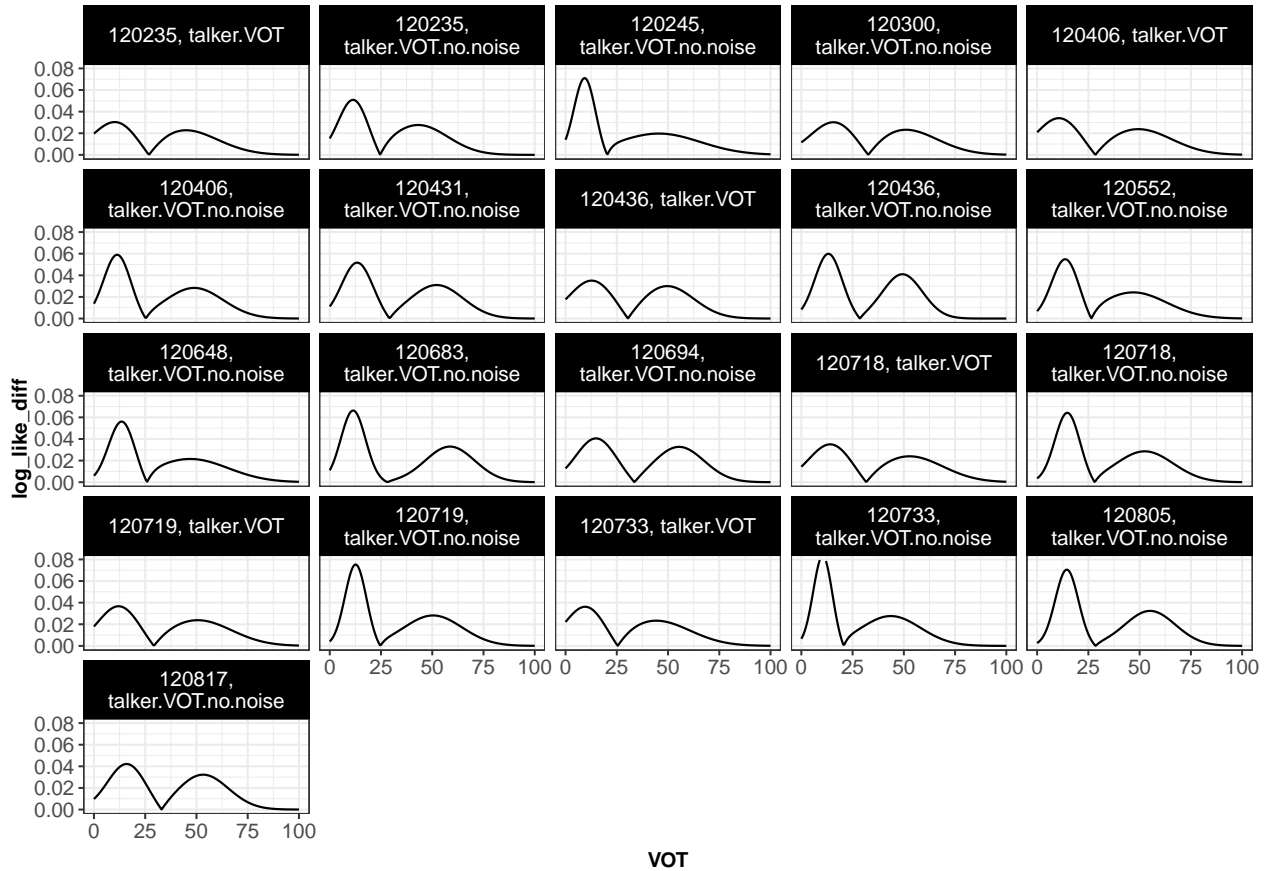 120235, talker.VOT
120235,
talker.VOT.no.noise
120245,
talker.VOT.no.noise
120300,
talker.VOT.no.noise
120406, talker.VOT
0.08
0.06
0.04
0.02
0.00
120406,
talker.VOT.no.noise
120431,
talker.VOT.no.noise
120436, talker.VOT
120436,
talker.VOT.no.noise
120552,
talker.VOT.no.noise
0.08
0.06
0.04
0.02
0.00
120648,
talker.VOT.no.noise
120683,
talker.VOT.no.noise
120694,
talker.VOT.no.noise
120718, talker.VOT
120718,
talker.VOT.no.noise
0.08
0.06
0.04
0.02
0.00
log_like_diff
120719, talker.VOT
120719,
talker.VOT.no.noise
120733, talker.VOT
120733,
talker.VOT.no.noise
120805,
talker.VOT.no.noise
0.08
0.06
0.04
0.02
0.00
0 25 50 75 100
0 25 50 75 100
0 25 50 75 100
0 25 50 75 100
120817,
talker.VOT.no.noise
0.08
0.06
0.04
0.02
0.00
0 25 50 75 100
VOT